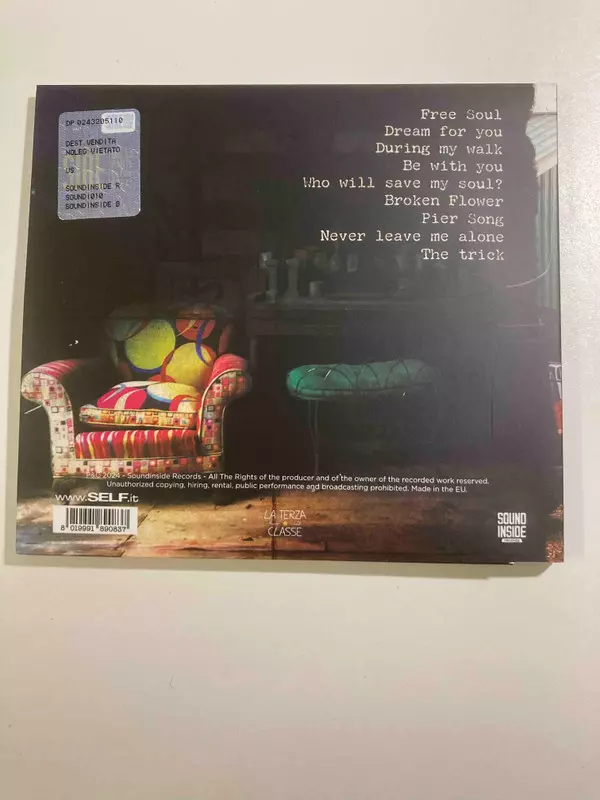 DP 0243205110
DEST.VENDITA
NOLEG.VIETATO
US
SOUNDINSIDE R
SOUNDI010
SOUNDINSIDE B
Free Soul
Dream for you
During my walk
Be with you
Who will save my soul?
Broken Flower
Pier Song
Never leave me alone
The trick
2024 - Soundinside Records - All The Rights of the producer and of the owner of the recorded work reserved.
Unauthorized copying, hiring, rental, public performance and broadcasting prohibited. Made in the EU.
www.SELF.it
8 019991 890837
LA TERZA
CLASSE
SOUND
INSIDE
RECORDS